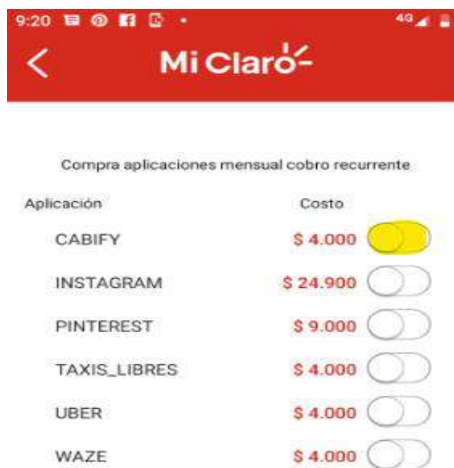 9:20 4G
Mi Claro
Compra aplicaciones mensual cobro recurrente
Aplicación Costo
CABIFY $ 4.000
INSTAGRAM $ 24.900
PINTEREST $ 9.000
TAXIS_LIBRES $ 4.000
UBER $ 4.000
WAZE $ 4.000